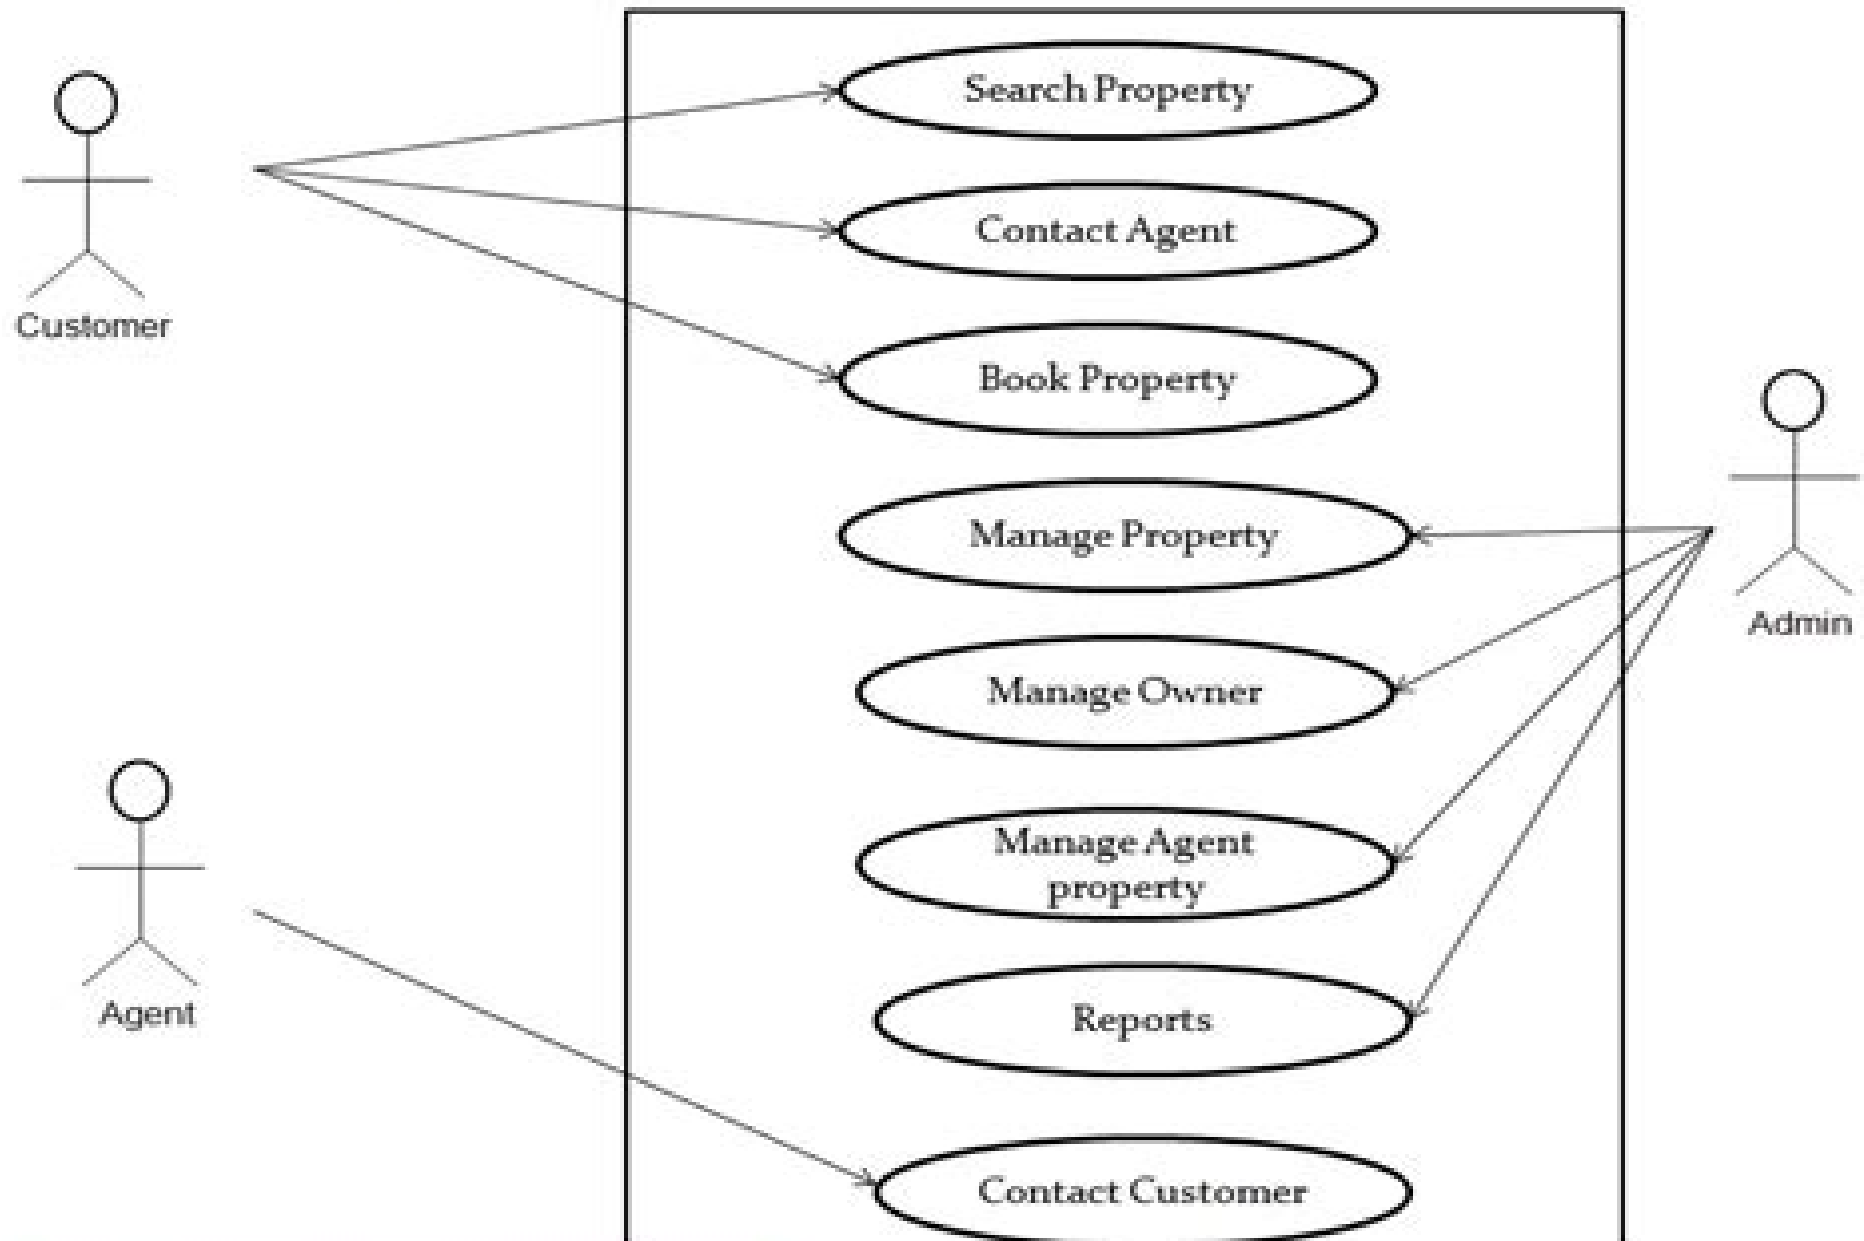 Search Property
Contact Agent
Customer
Book Property
Manage Property
Admin
Manage Owner
Manage Agent
property
Agent
Reports
Contact Customer